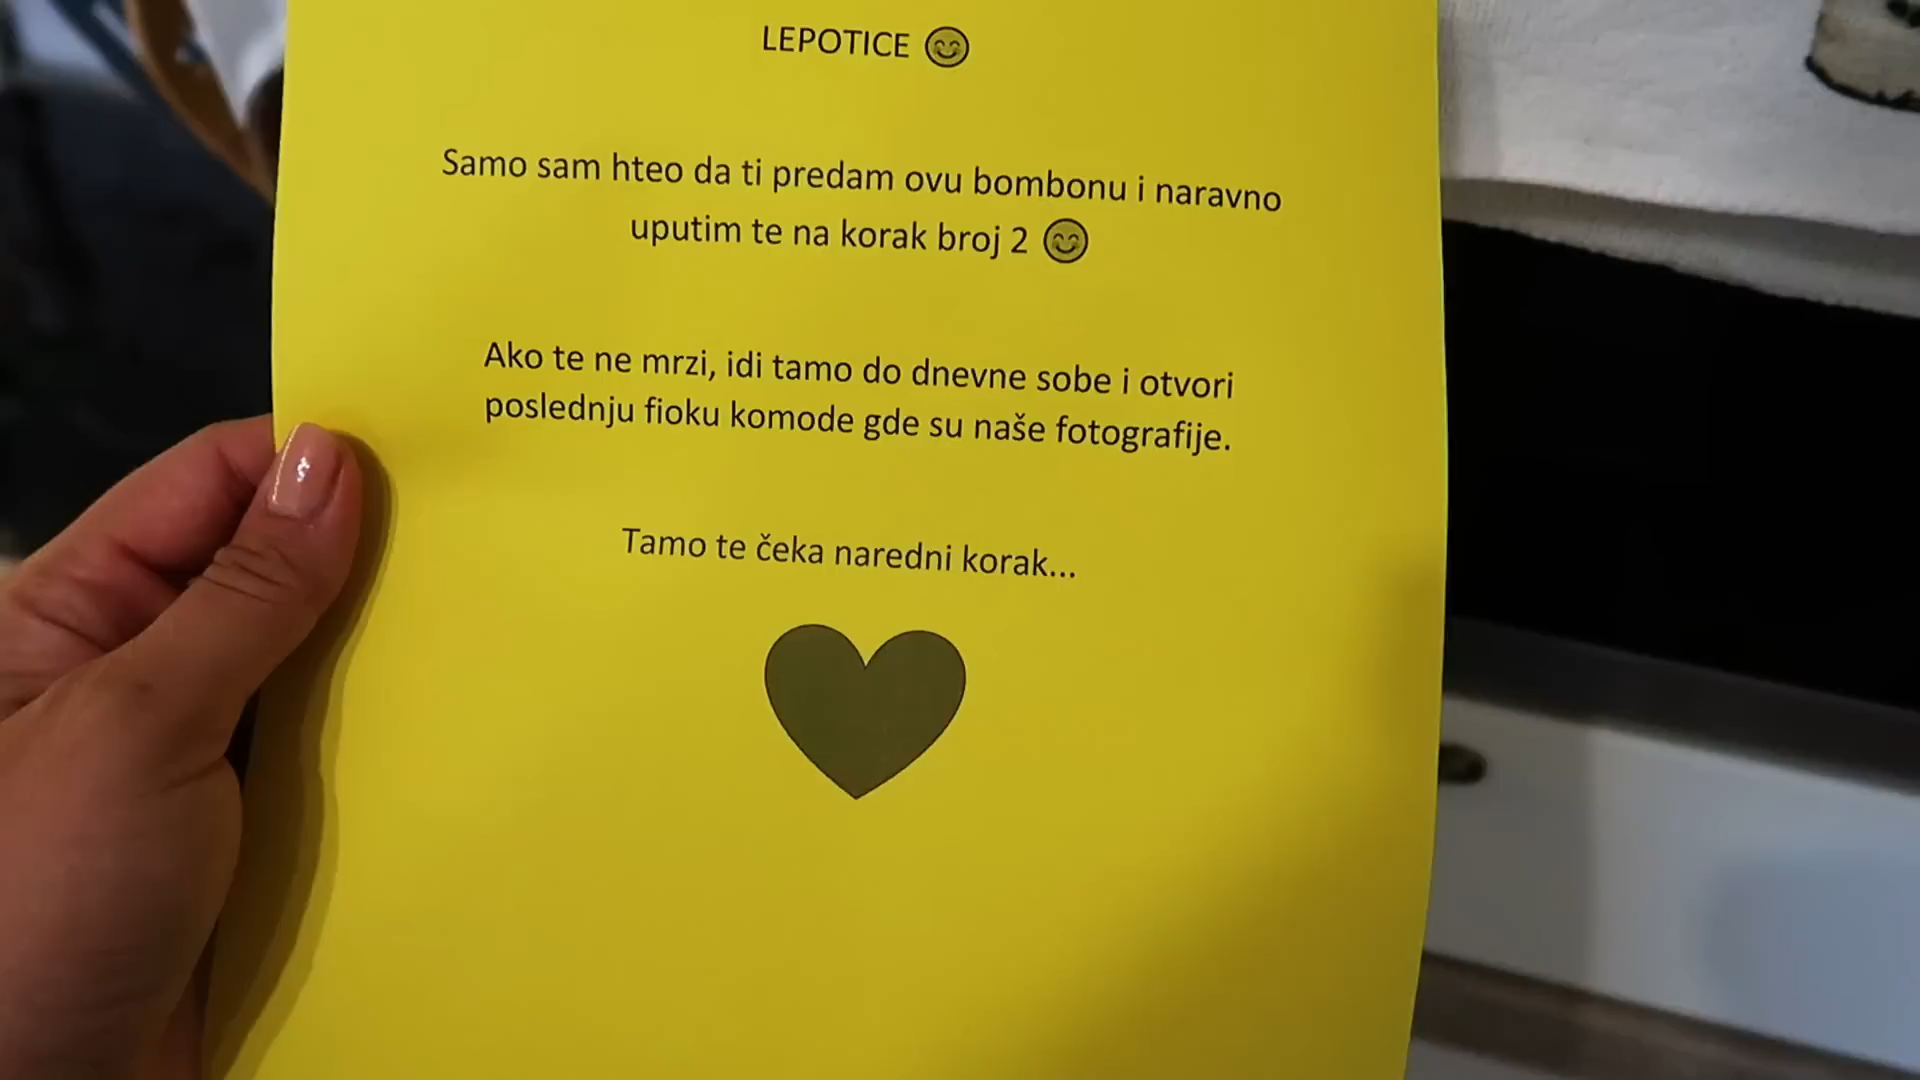 LEPOTICE 😊
Samo sam hteo da ti predam ovu bombonu i naravno
uputim te na korak broj 2 😊
Ako te ne mrzi, idi tamo do dnevne sobe i otvori
poslednju fioku komode gde su naše fotografije.
Tamo te čeka naredni korak...